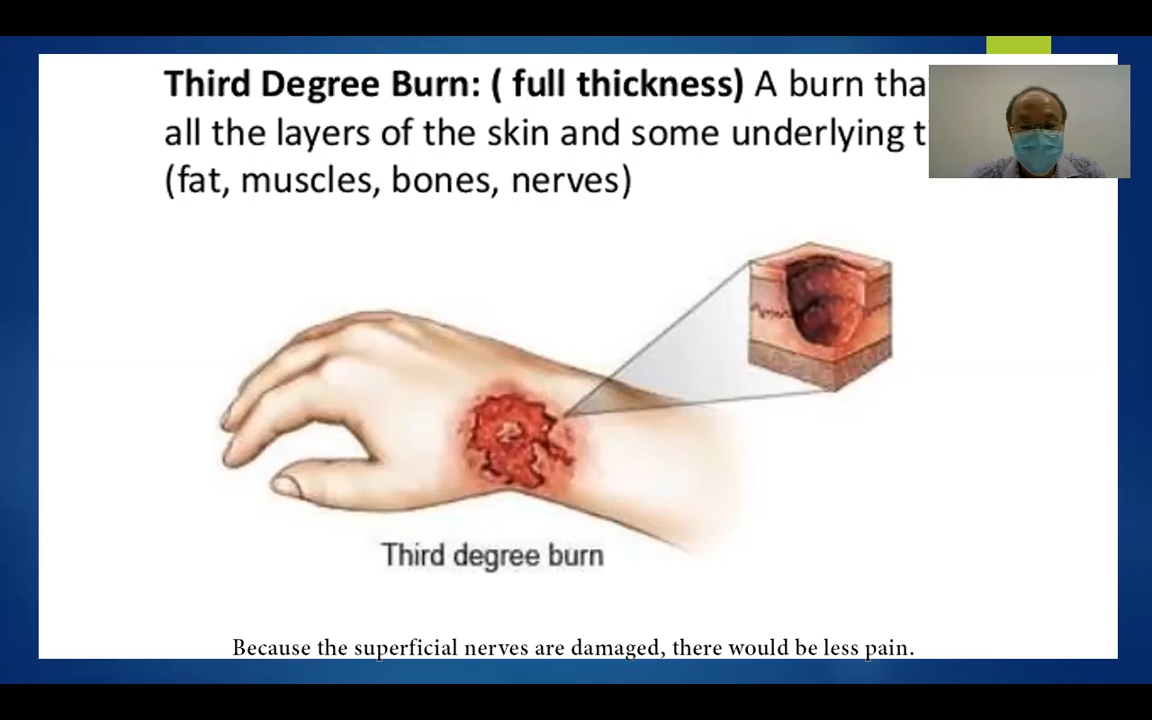 Third Degree Burn: ( full thickness) A burn
all the layers of the skin and some underlying
(fat, muscles, bones, nerves)
Third degree burn
Because the superficial nerves are damaged, there would be less pain.